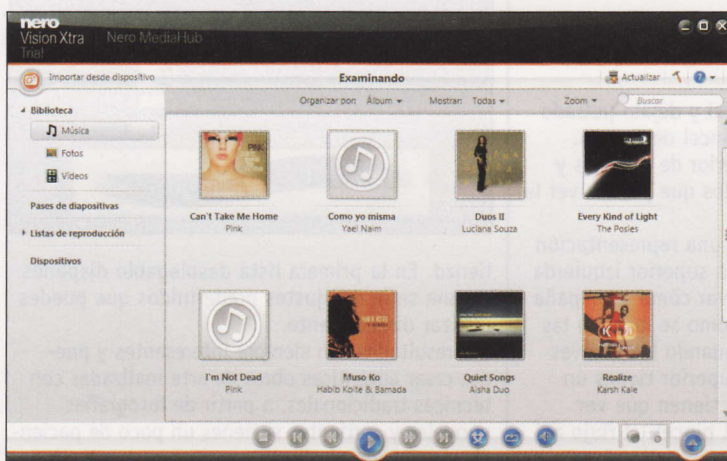 nero
Vision Xtra Nero MediaHub
Trial
Importar desde dispositivo
Examinando
Actualizar
Organizar por: Álbum
Mostrar: Todas
Zoom
Buscar
Biblioteca
Música
Fotos
Vídeos
Pases de diapositivas
Listas de reproducción
Dispositivos
PINK
Can't Take Me Home
Pink
Como yo misma
Yael Naim
Duos II
Luciana Souza
Every Kind of Light
The Posies
I'm Not Dead
Pink
Muso Ko
Habib Koite & Bamada
Quiet Songs
Aisha Duo
Realize
Karsh Kale